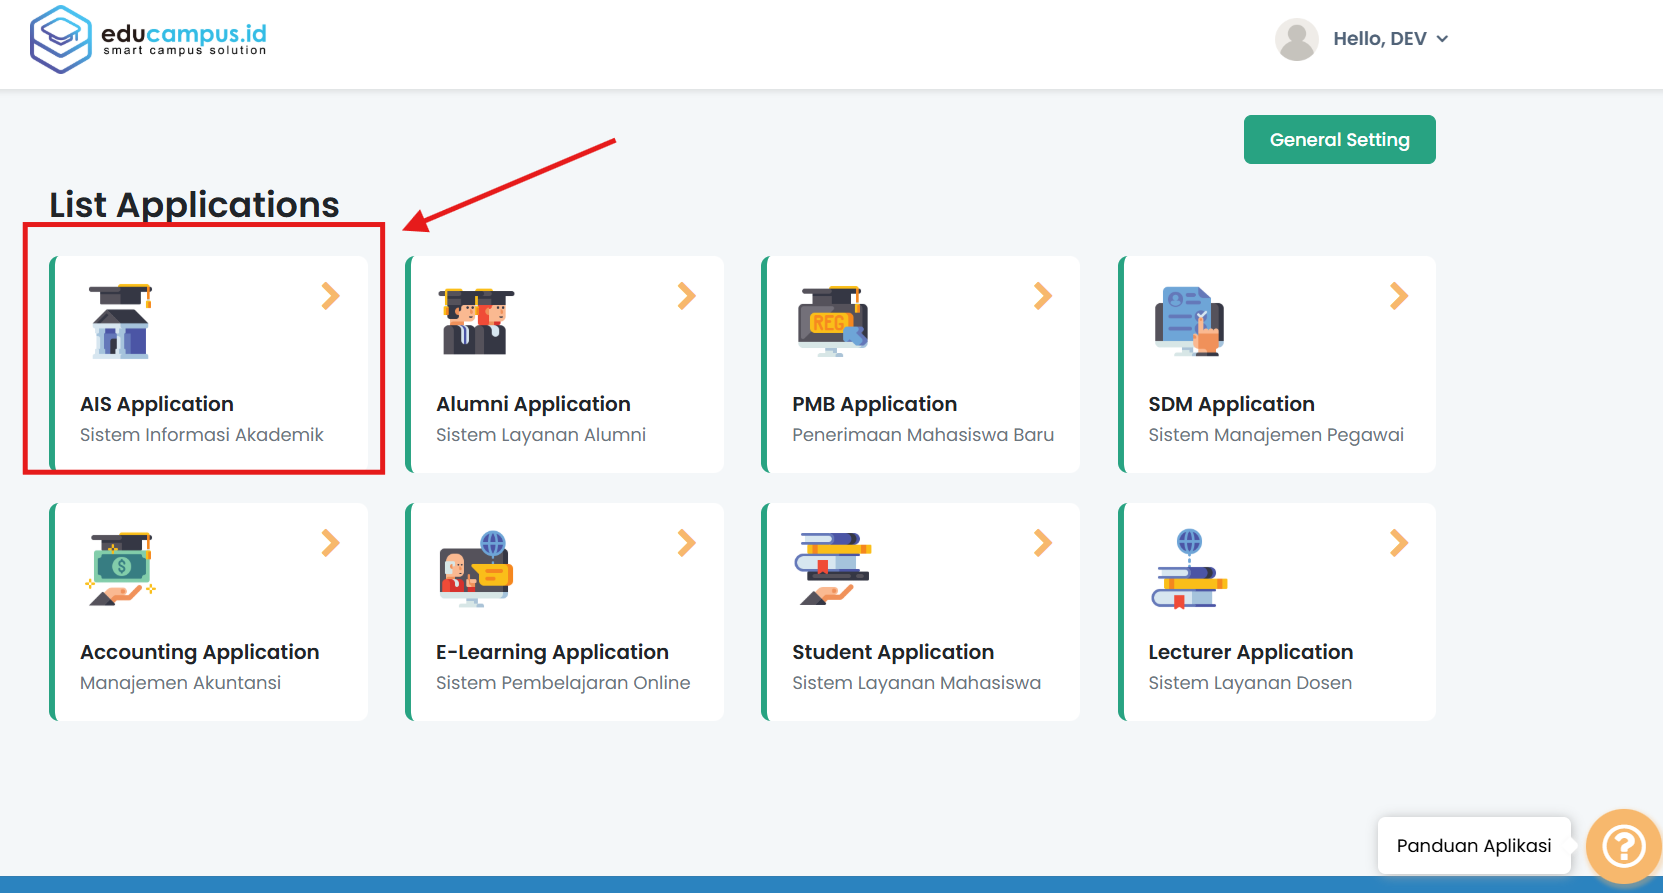 educampus.id
smart campus solution
Hello, DEV
General Setting
List Applications
AIS Application
Sistem Informasi Akademik
Alumni Application
Sistem Layanan Alumni
REG
PMB Application
Penerimaan Mahasiswa Baru
SDM Application
Sistem Manajemen Pegawai
$
Accounting Application
Manajemen Akuntansi
E-Learning Application
Sistem Pembelajaran Online
Student Application
Sistem Layanan Mahasiswa
Lecturer Application
Sistem Layanan Dosen
Panduan Aplikasi
?